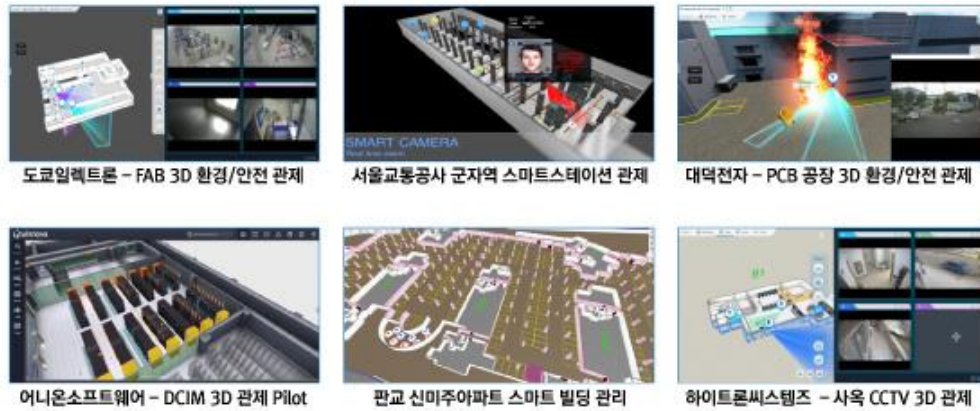 SMART CAMERA
도쿄일렉트론 – FAB 3D 환경/안전 관제
서울교통공사 군자역 스마트스테이션 관제
대덕전자 – PCB 공장 3D 환경/안전 관제
어니온소프트웨어 – DCIM 3D 관제 Pilot
판교 신미주아파트 스마트 빌딩 관리
하이트론씨스템즈 – 사옥 CCTV 3D 관제